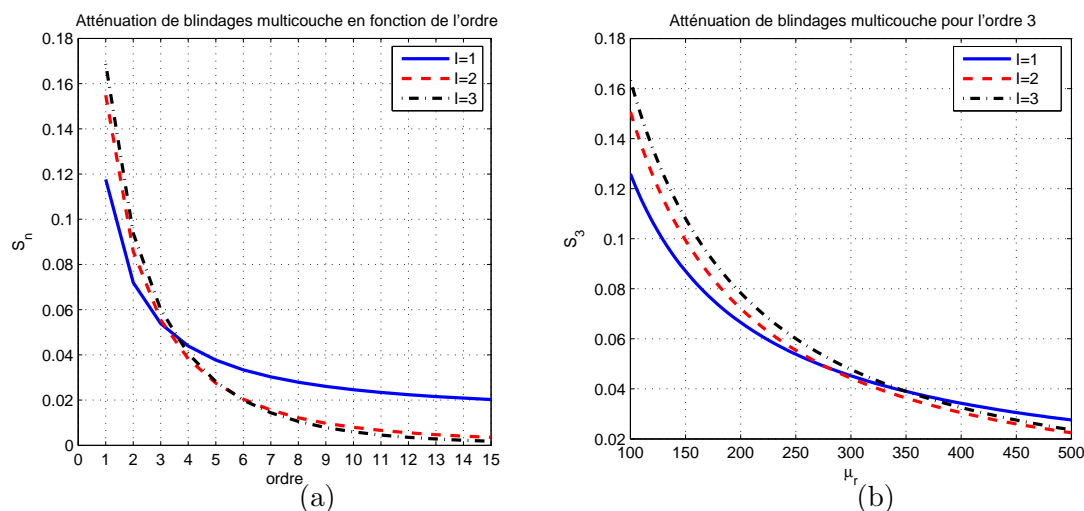 Atténuation de blindages multicouche en fonction de l'ordre
0.18
0.16
0.14
0.12
0.1
0.08
0.06
0.04
0.02
0
S_n
l=1
l=2
l=3
0 1 2 3 4 5 6 7 8 9 10 11 12 13 14 15
ordre
(a)
Atténuation de blindages multicouche pour l'ordre 3
0.18
0.16
0.14
0.12
0.1
0.08
0.06
0.04
0.02
S_3
l=1
l=2
l=3
100 150 200 250 300 350 400 450 500
μ_r
(b)